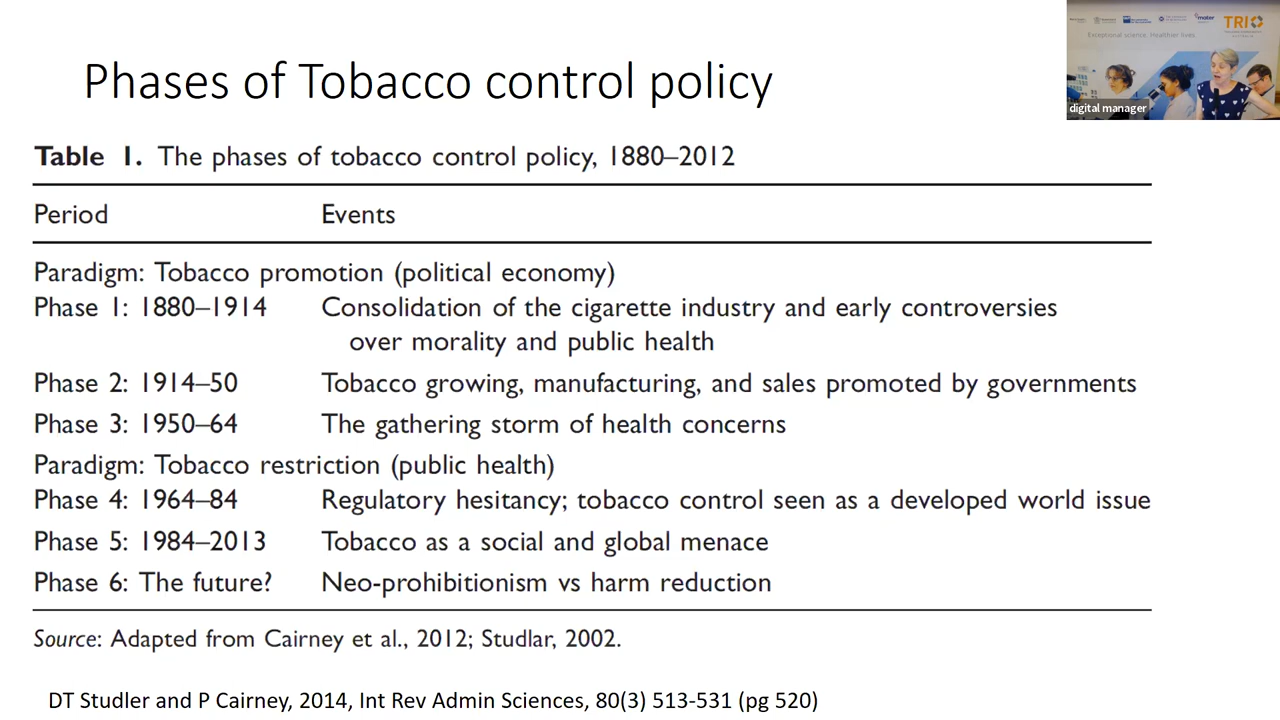 Phases of Tobacco control policy
mater
TRI
Exceptional science. Healthier lives.
digital manager
Table 1. The phases of tobacco control policy, 1880–2012
Period Events
Paradigm: Tobacco promotion (political economy)
Phase 1: 1880–1914 Consolidation of the cigarette industry and early controversies
over morality and public health
Phase 2: 1914–50 Tobacco growing, manufacturing, and sales promoted by governments
Phase 3: 1950–64 The gathering storm of health concerns
Paradigm: Tobacco restriction (public health)
Phase 4: 1964–84 Regulatory hesitancy; tobacco control seen as a developed world issue
Phase 5: 1984–2013 Tobacco as a social and global menace
Phase 6: The future? Neo-prohibitionism vs harm reduction
Source: Adapted from Cairney et al., 2012; Studlar, 2002.
DT Studler and P Cairney, 2014, Int Rev Admin Sciences, 80(3) 513-531 (pg 520)